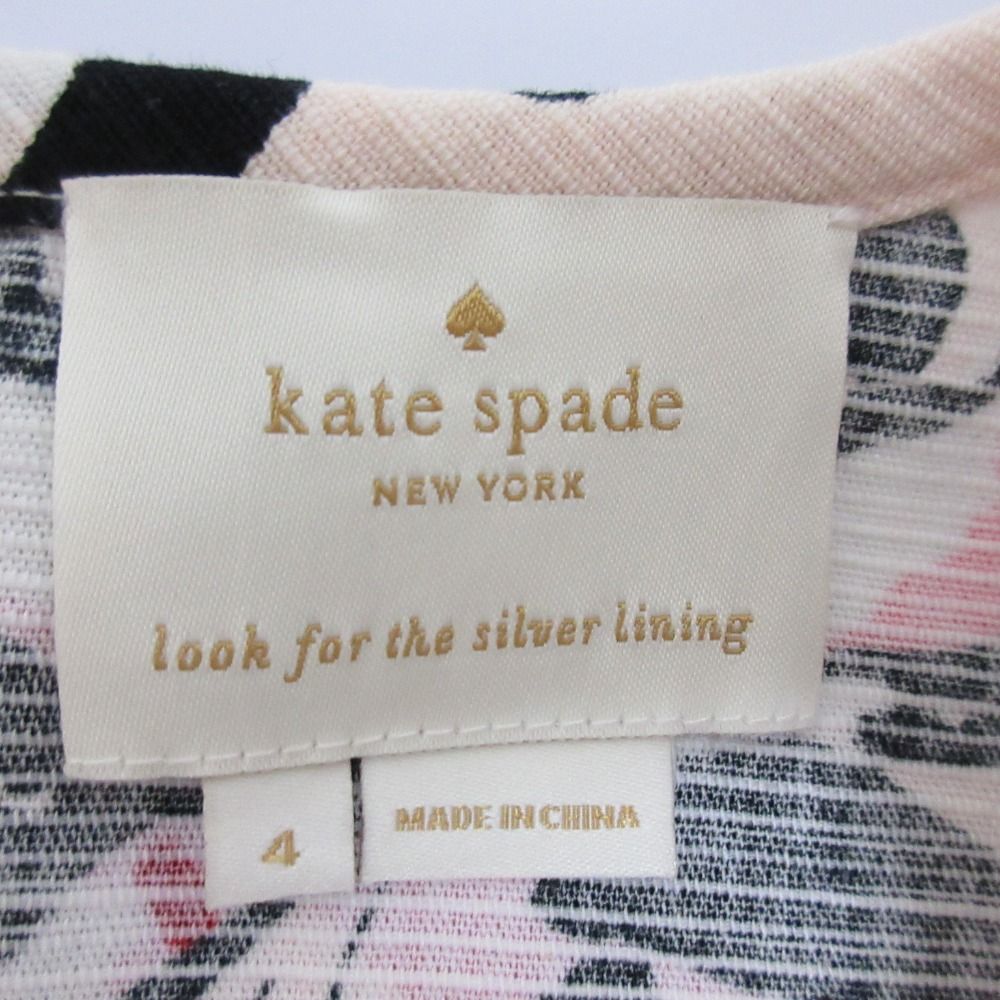 kate spade
NEW YORK
look for the silver lining
4
MADE IN CHINA